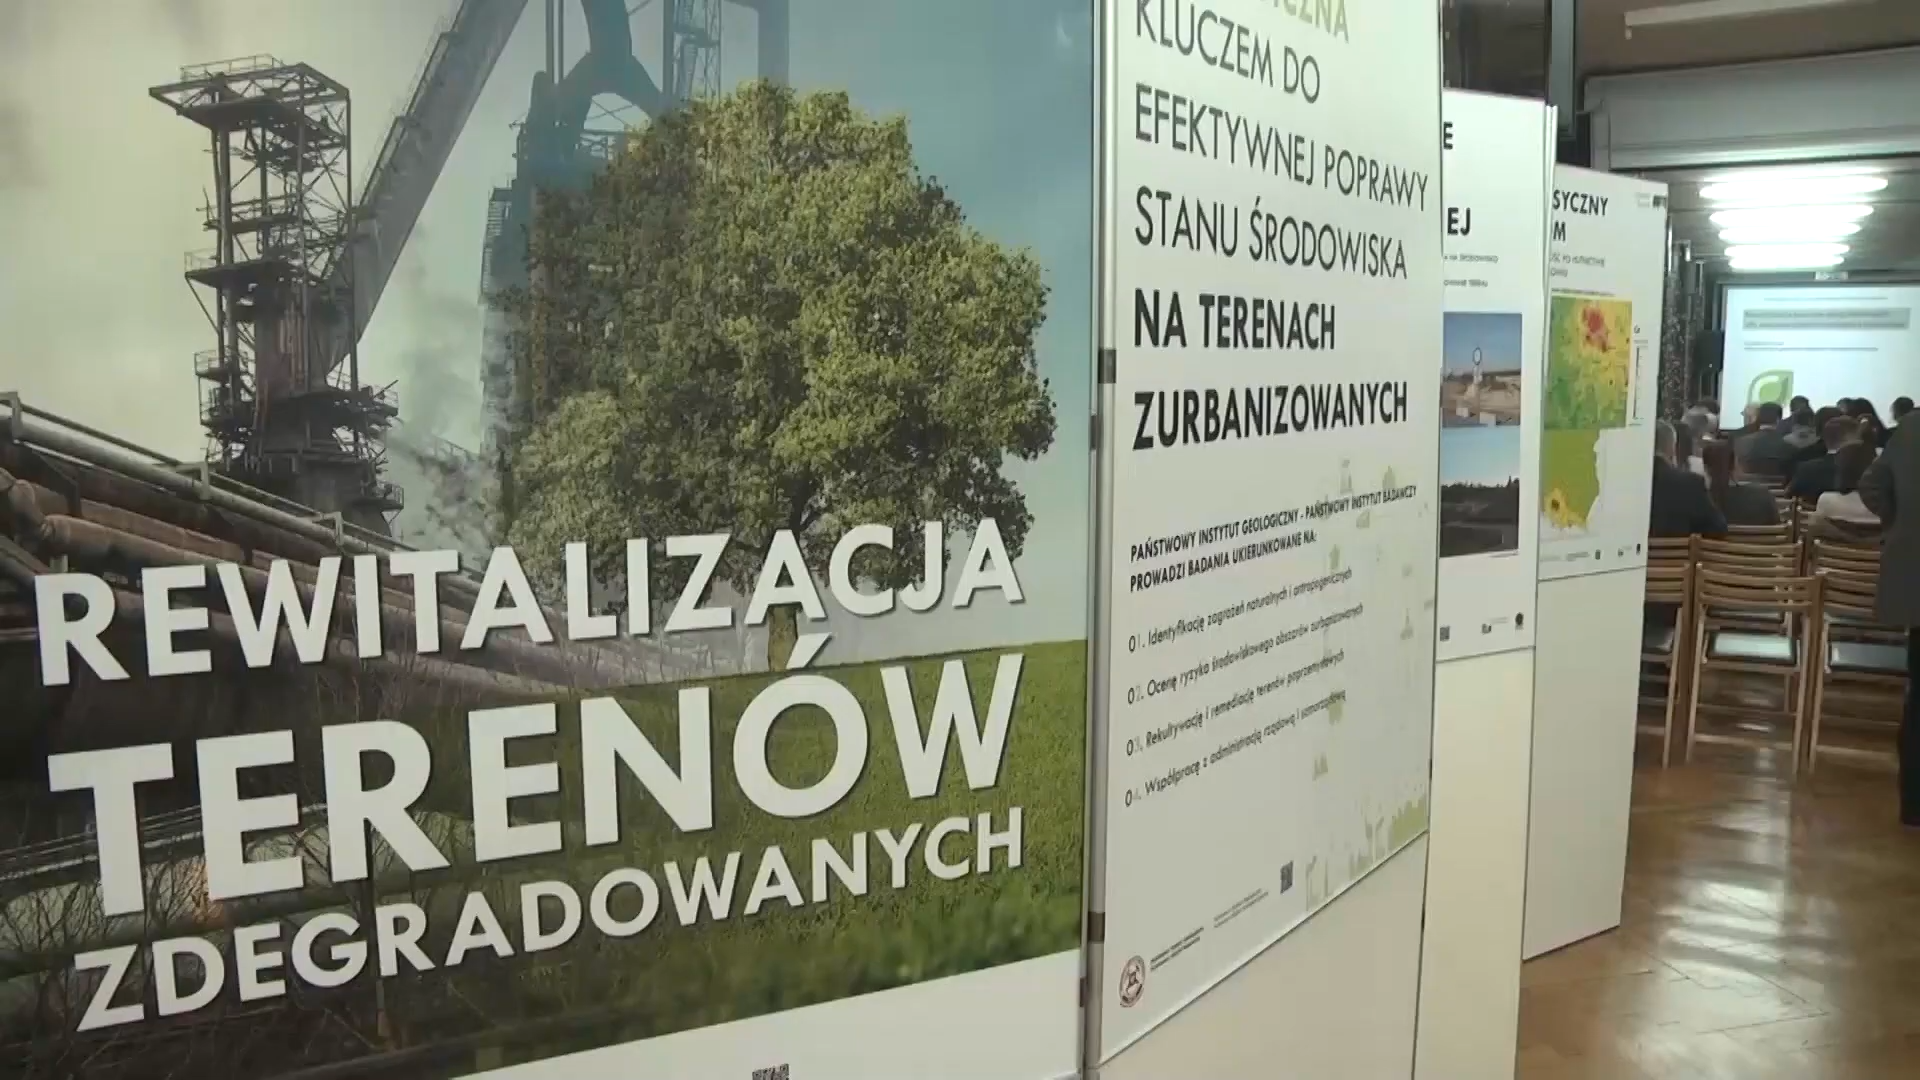 REWITALIZACJA
TERENÓW
ZDEGRADOWANYCH
KLUCZEM DO
EFEKTYWNEJ POPRAWY
STANU ŚRODOWISKA
NA TERENACH
ZURBANIZOWANYCH
PAŃSTWOWY INSTYTUT GEOLOGICZNY - PAŃSTWOWY INSTYTUT BADAWCZY
PROWADZI BADANIA UKIERUNKOWANE NA:
01. Identyfikację zagrożeń naturalnych i antropogenicznych
02. Ocenę ryzyka środowiskowego obszarów zurbanizowanych
03. Rekultywację i remediację terenów poprzemysłowych
04. Współpracę z administracją rządową i samorządową
E
EJ
SYCZNY
M